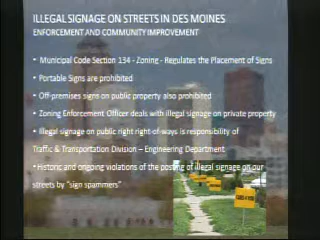 ILLEGAL SIGNAGE ON STREETS IN DES MOINES
ENFORCEMENT AND COMMUNITY IMPROVEMENT
• Municipal Code Section 134 - Zoning - Regulates the Placement of Signs
• Portable Signs are prohibited
• Off-premises signs on public property also prohibited
• Zoning Enforcement Officer deals with illegal signage on private property
• Illegal signage on public right-of-ways is responsibility of
Traffic & Transportation Division – Engineering Department
• Historic and ongoing violations of the posting of illegal signage on our
streets by "sign spammers"